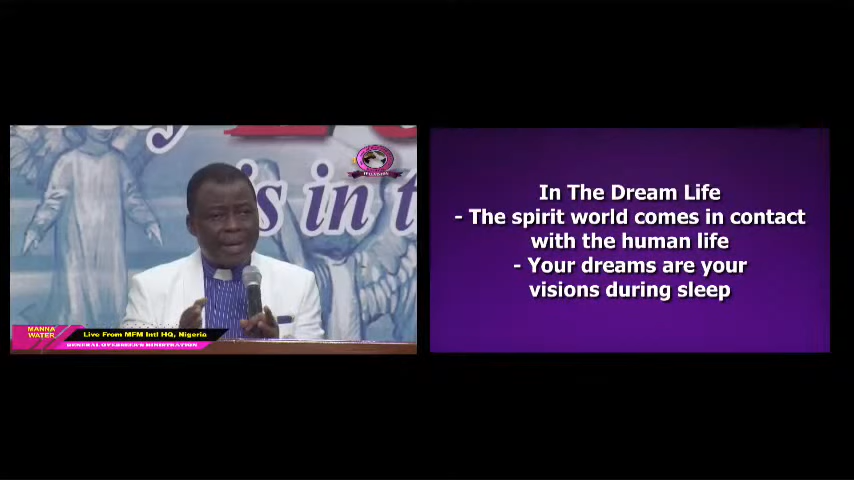 is in t
TELEVISION
MANNA
WATER
Live From MFM Intl HQ, Nigeria
GENERAL OVERSEER'S MINISTRATION
In The Dream Life
- The spirit world comes in contact
with the human life
- Your dreams are your
visions during sleep